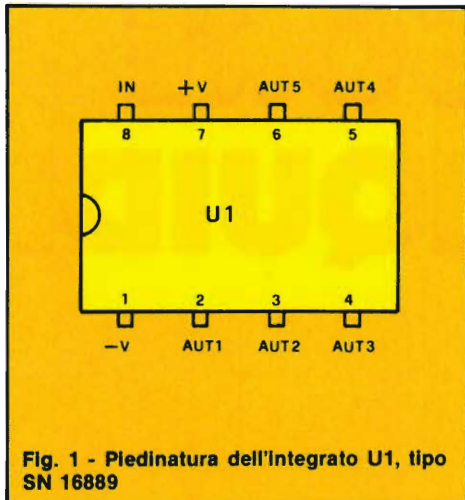 IN +V AUT5 AUT4
8 7 6 5
U1
1 2 3 4
−V AUT1 AUT2 AUT3
Fig. 1 - Piedinatura dell'integrato U1, tipo
SN 16889